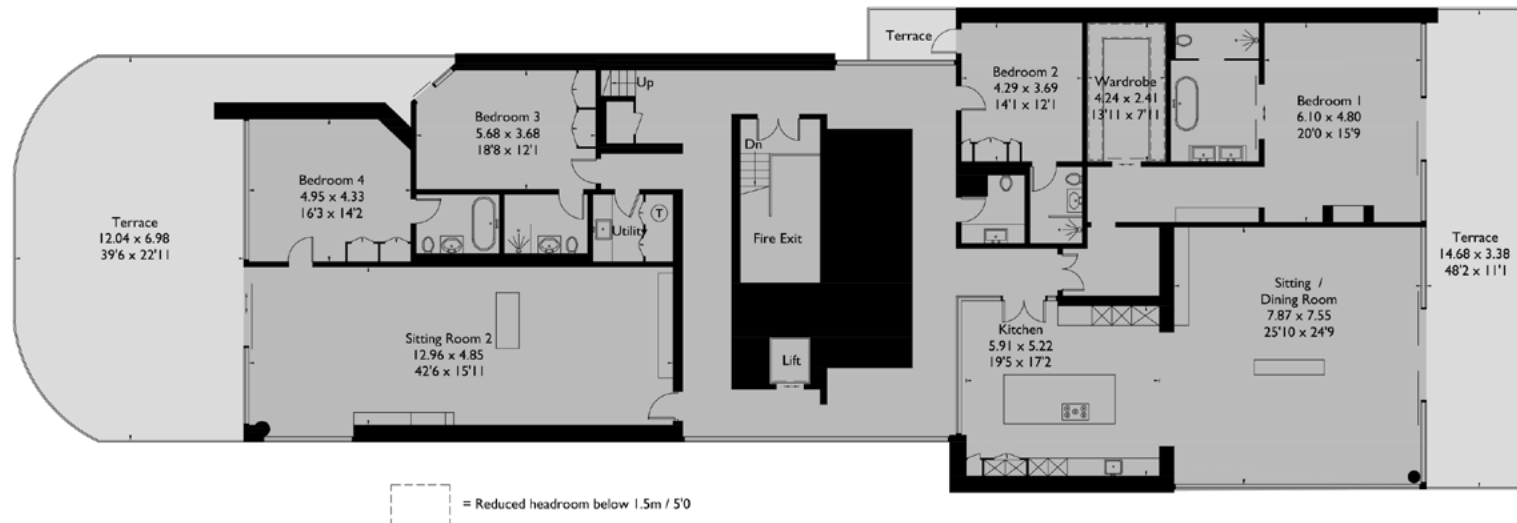 Terrace
12.04 x 6.98
39'6 x 22'11
Bedroom 4
4.95 x 4.33
16'3 x 14'2
Bedroom 3
5.68 x 3.68
18'8 x 12'1
Up
Utility
T
Sitting Room 2
12.96 x 4.85
42'6 x 15'11
Dn
Fire Exit
Lift
Terrace
Bedroom 2
4.29 x 3.69
14'1 x 12'1
Wardrobe
4.24 x 2.41
13'11 x 7'11
Bedroom 1
6.10 x 4.80
20'0 x 15'9
Kitchen
5.91 x 5.22
19'5 x 17'2
Sitting /
Dining Room
7.87 x 7.55
25'10 x 24'9
Terrace
14.68 x 3.38
48'2 x 11'1
= Reduced headroom below 1.5m / 5'0